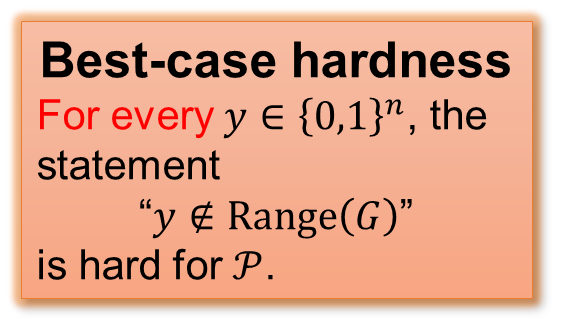 Best-case hardness
For every 𝑦 ∈ {0,1}ⁿ, the
statement
“𝑦 ∉ Range(𝐺)”
is hard for 𝒫.